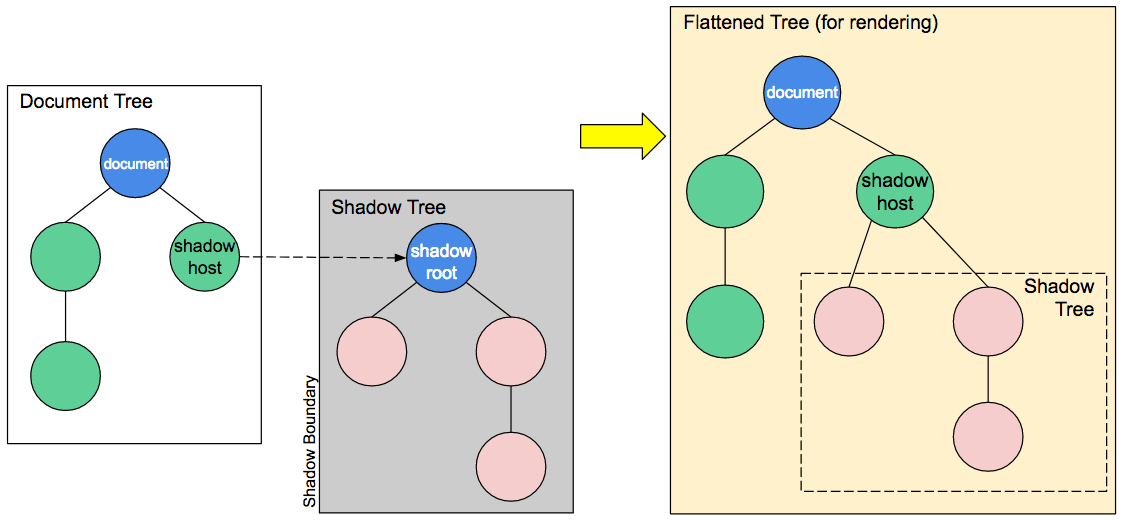 Document Tree
document
shadow
host
Shadow Tree
shadow
root
Shadow Boundary
Flattened Tree (for rendering)
document
shadow
host
Shadow
Tree